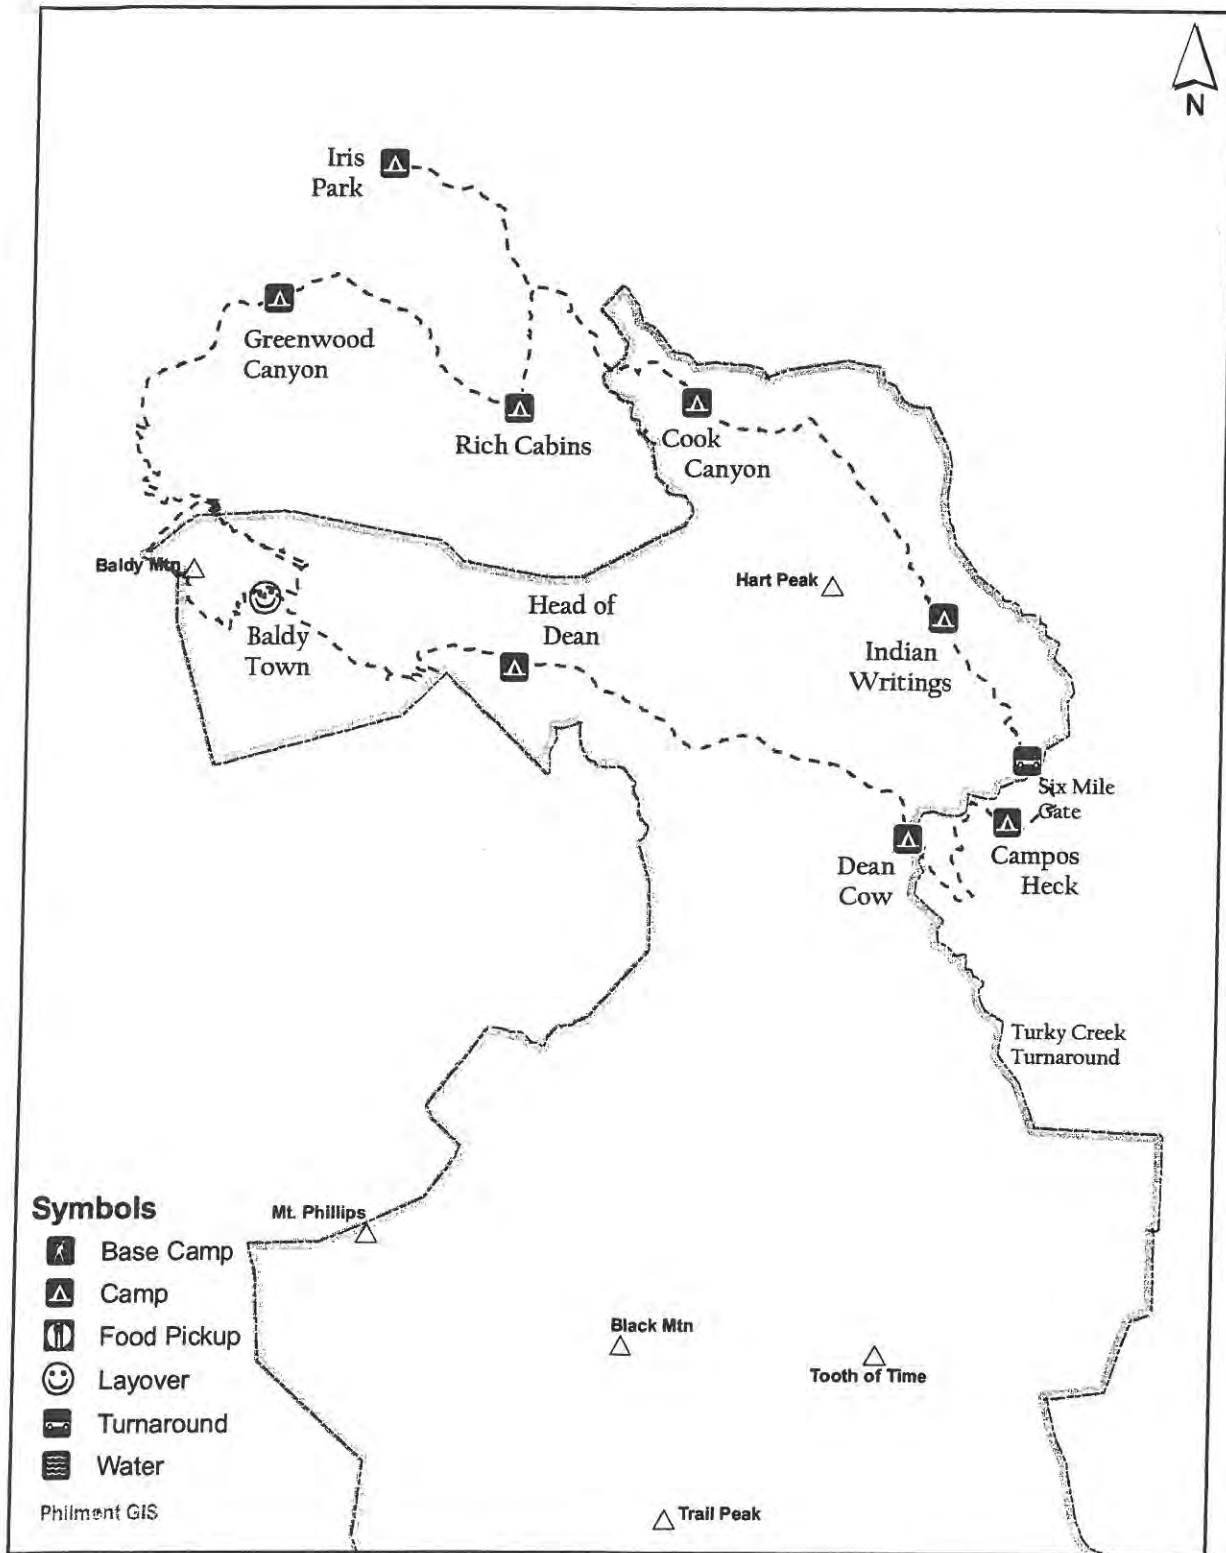 N
Iris
Park
Greenwood
Canyon
Rich Cabins
Cook
Canyon
Baldy Mtn
Hart Peak
Head of
Dean
Baldy
Town
Indian
Writings
Six Mile
Gate
Dean
Cow
Campos
Heck
Turky Creek
Turnaround
Mt. Phillips
Black Mtn
Tooth of Time
Trail Peak
Symbols
Base Camp
Camp
Food Pickup
Layover
Turnaround
Water
Philmont GIS